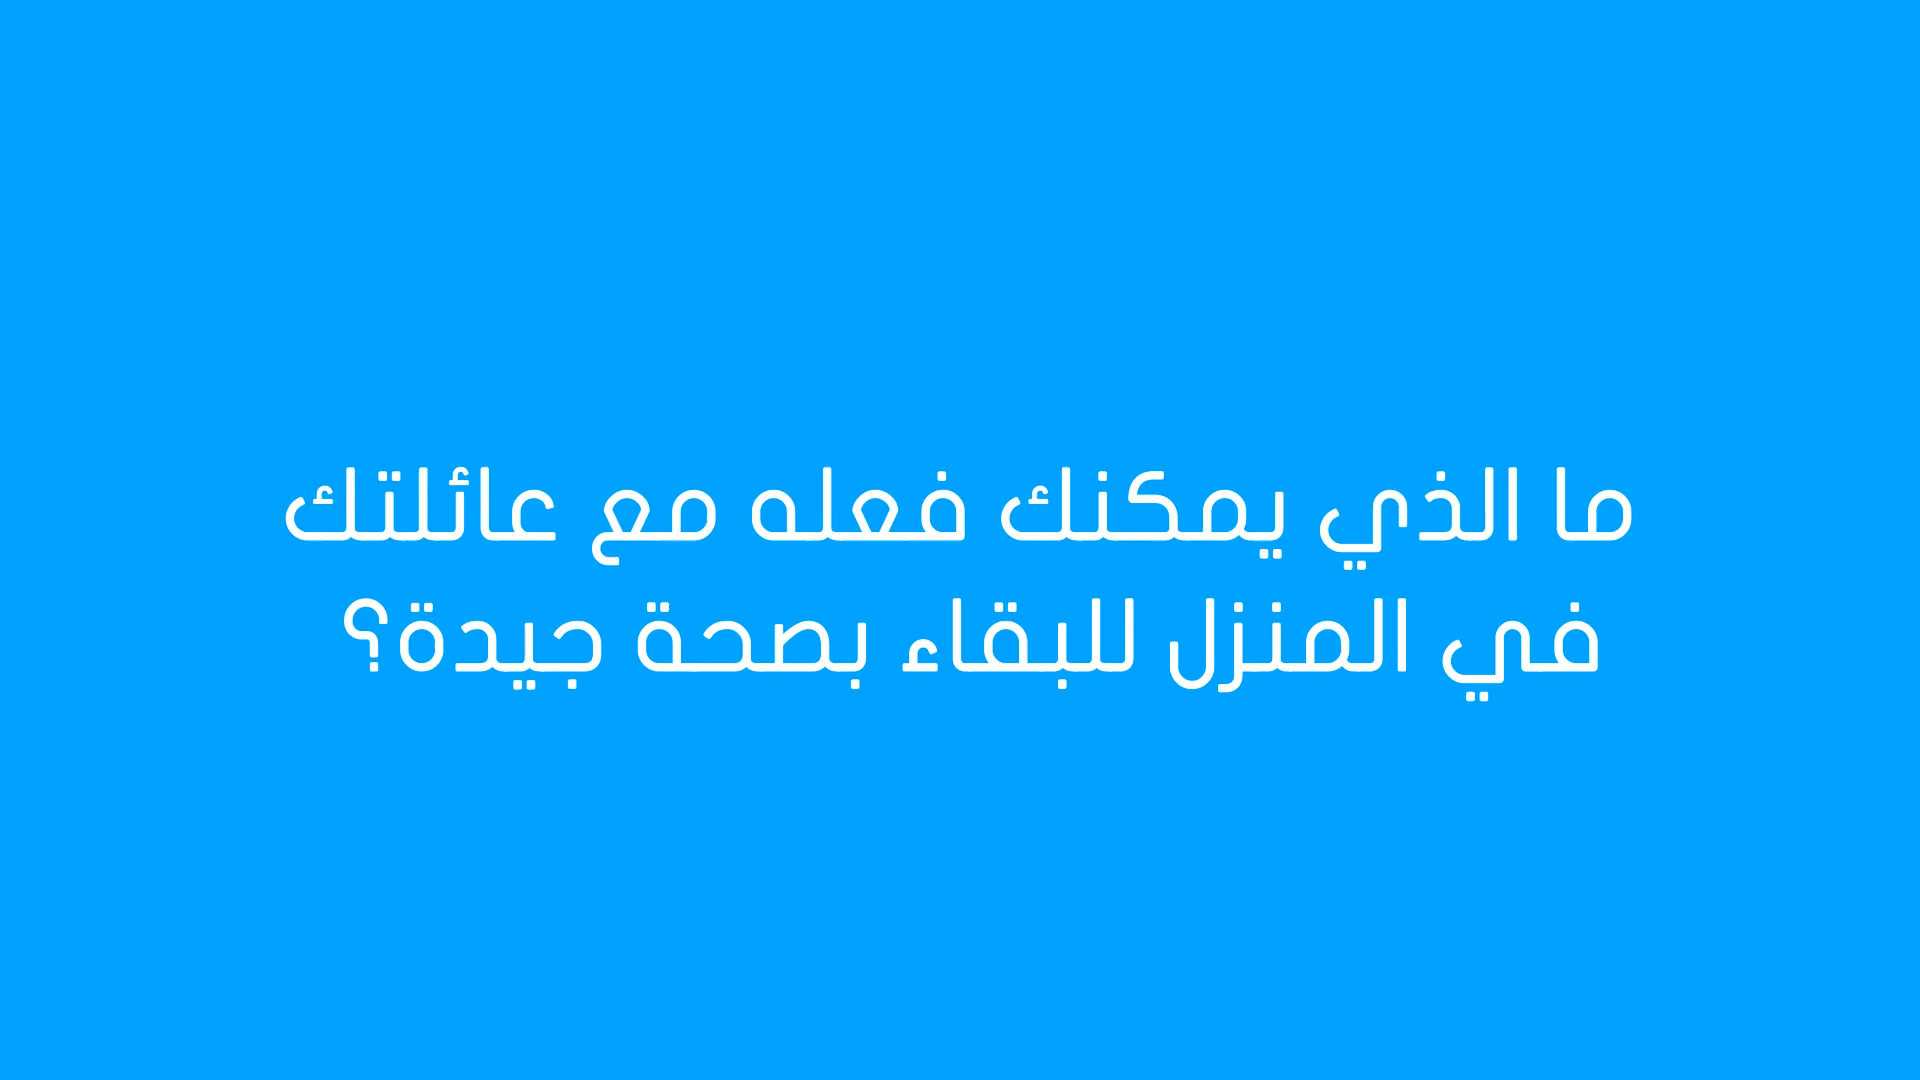 ما الذي يمكنك فعله مع عائلتك
في المنزل للبقاء بصحة جيدة؟